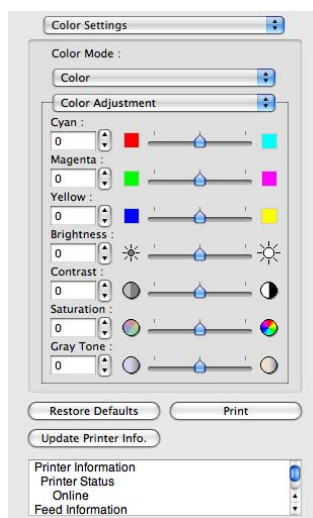 Color Settings
Color Mode :
Color
Color Adjustment
Cyan :
0
Magenta :
0
Yellow :
0
Brightness :
0
Contrast :
0
Saturation :
0
Gray Tone :
0
Restore Defaults
Print
Update Printer Info.
Printer Information
Printer Status
Online
Feed Information